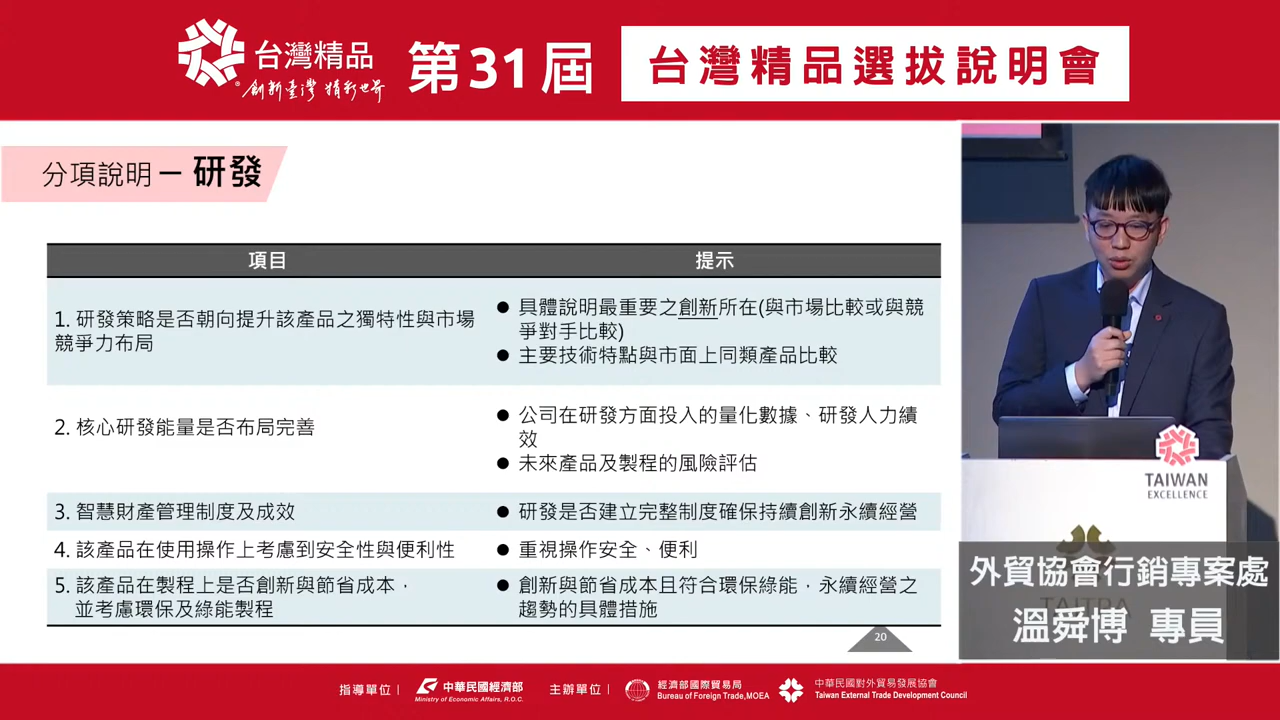 台灣精品
創新臺灣 精彩世界
第31屆
台灣精品選拔說明會
分項說明 — 研發
項目
提示
1. 研發策略是否朝向提升該產品之獨特性與市場
競爭力布局
● 具體說明最重要之創新所在(與市場比較或與競
爭對手比較)
● 主要技術特點與市面上同類產品比較
2. 核心研發能量是否布局完善
● 公司在研發方面投入的量化數據、研發人力績
效
● 未來產品及製程的風險評估
3. 智慧財產管理制度及成效
● 研發是否建立完整制度確保持續創新永續經營
4. 該產品在使用操作上考慮到安全性與便利性
● 重視操作安全、便利
5. 該產品在製程上是否創新與節省成本，
並考慮環保及綠能製程
● 創新與節省成本且符合環保綠能，永續經營之
趨勢的具體措施
20
TAIWAN
EXCELLENCE
TAITRA
外貿協會行銷專案處
溫舜博 專員
指導單位 |
中華民國經濟部
Ministry of Economic Affairs, R.O.C.
主辦單位 |
經濟部國際貿易局
Bureau of Foreign Trade,MOEA
中華民國對外貿易發展協會
Taiwan External Trade Development Council